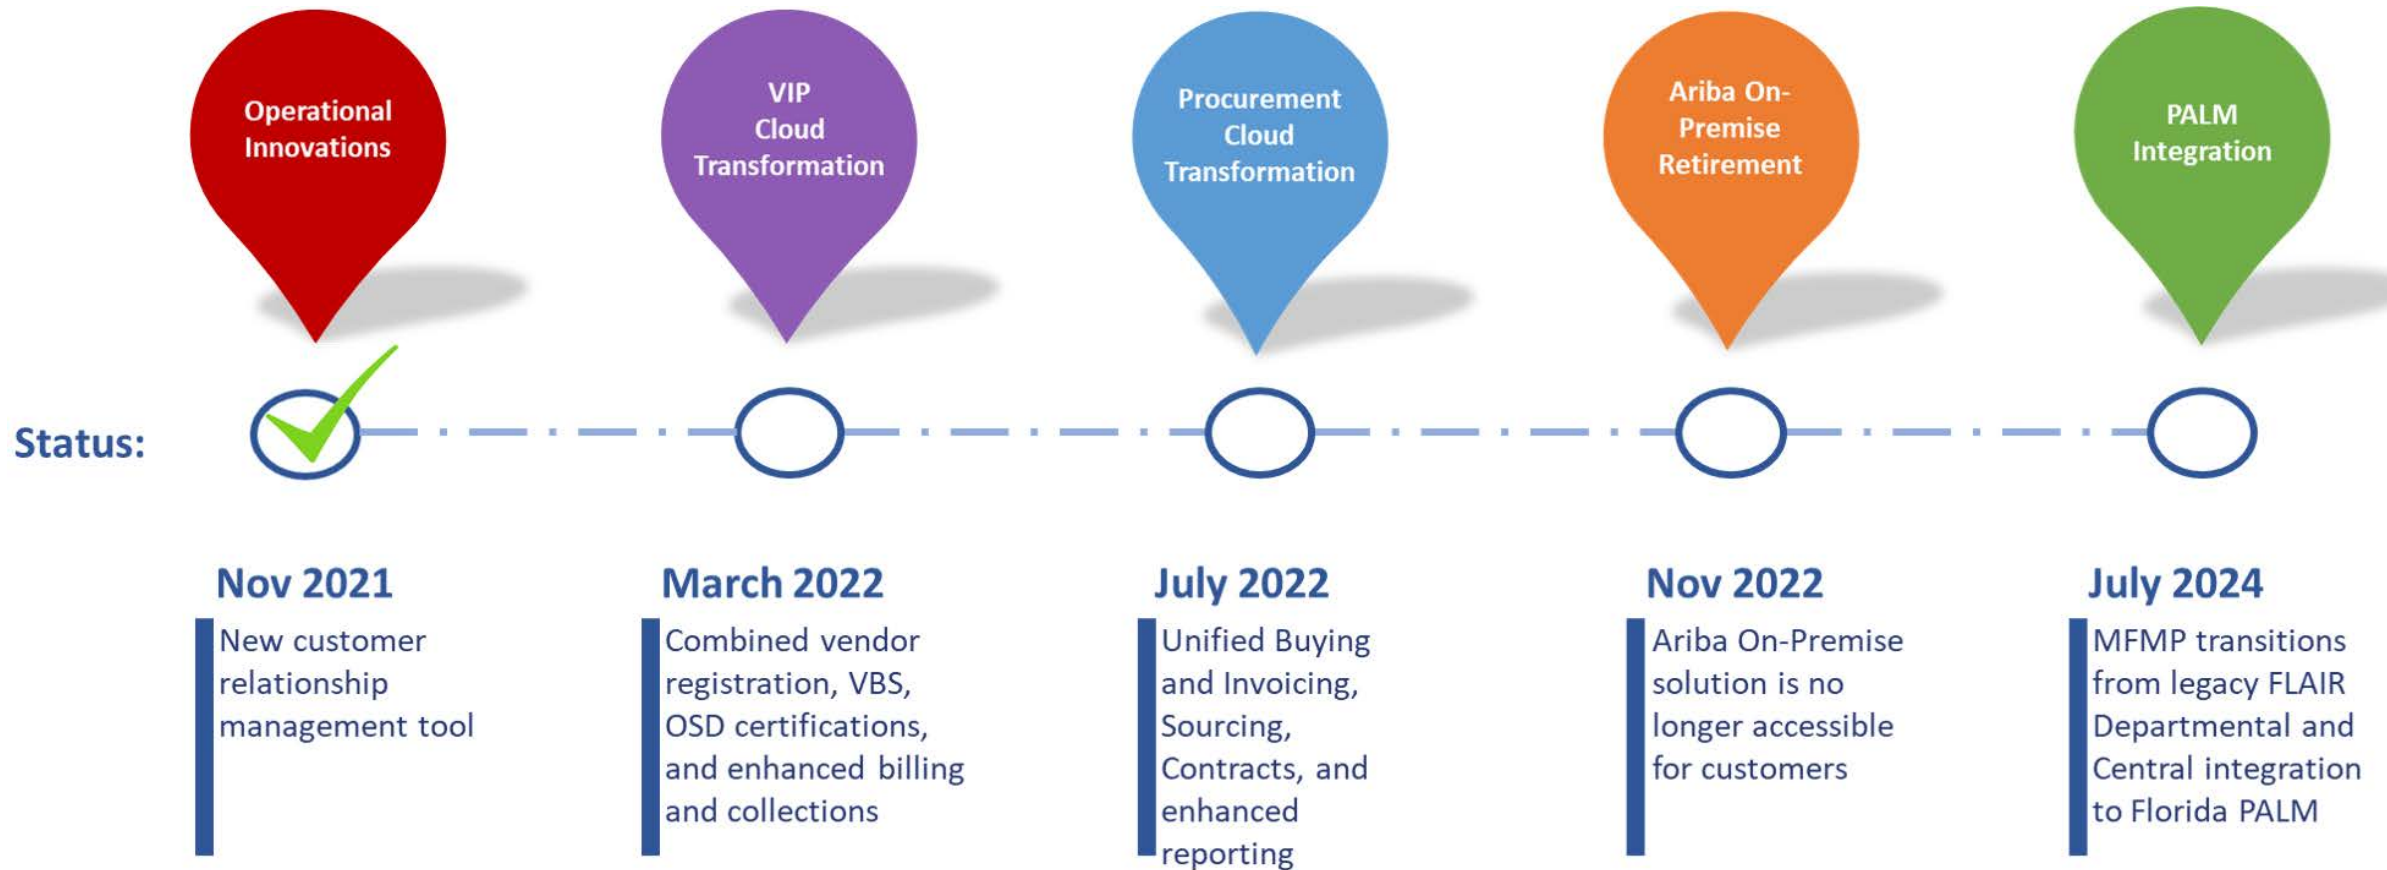 Operational
Innovations
VIP
Cloud
Transformation
Procurement
Cloud
Transformation
Ariba On-
Premise
Retirement
PALM
Integration
Status:
Nov 2021
New customer
relationship
management tool
March 2022
Combined vendor
registration, VBS,
OSD certifications,
and enhanced billing
and collections
July 2022
Unified Buying
and Invoicing,
Sourcing,
Contracts, and
enhanced
reporting
Nov 2022
Ariba On-Premise
solution is no
longer accessible
for customers
July 2024
MFMP transitions
from legacy FLAIR
Departmental and
Central integration
to Florida PALM